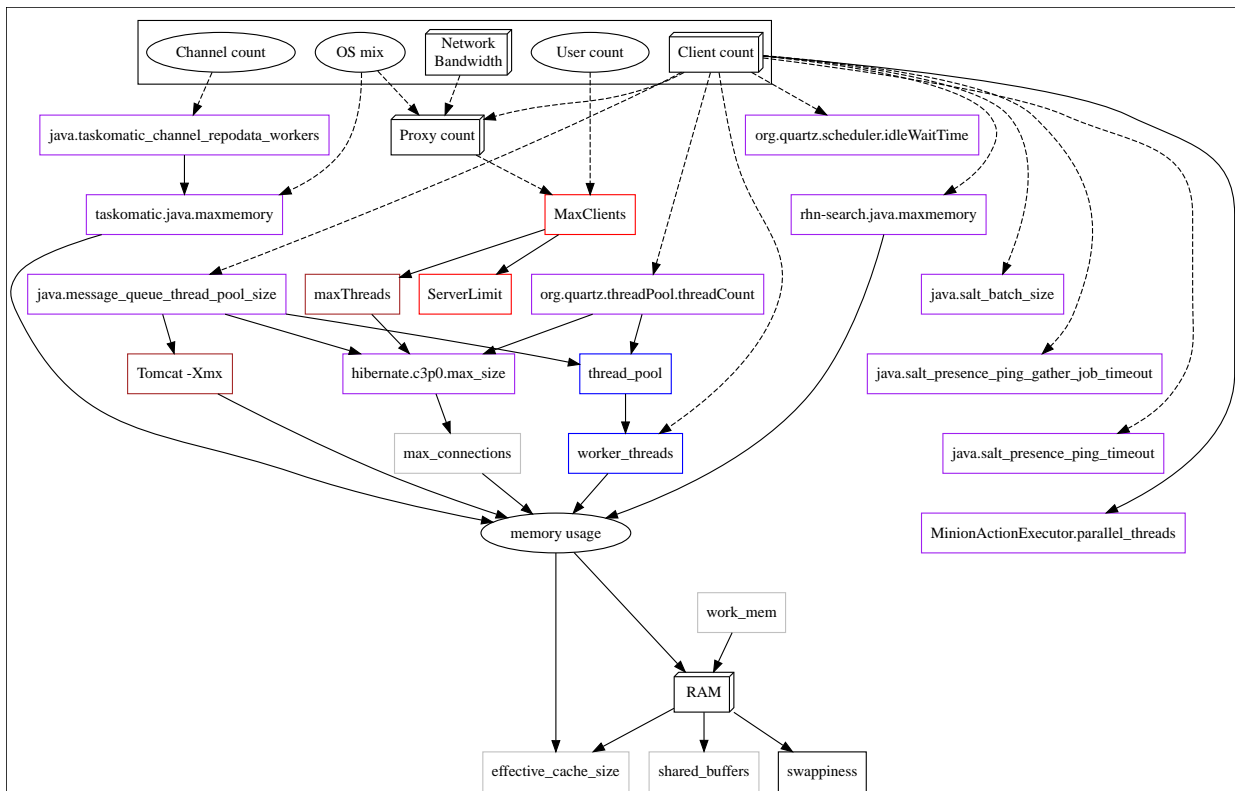 Channel count
OS mix
Network
Bandwidth
User count
Client count
java.taskomatic_channel_repodata_workers
Proxy count
org.quartz.scheduler.idleWaitTime
taskomatic.java.maxmemory
MaxClients
rhn-search.java.maxmemory
java.message_queue_thread_pool_size
maxThreads
ServerLimit
org.quartz.threadPool.threadCount
java.salt_batch_size
Tomcat -Xmx
hibernate.c3p0.max_size
thread_pool
java.salt_presence_ping_gather_job_timeout
max_connections
worker_threads
java.salt_presence_ping_timeout
memory usage
MinionActionExecutor.parallel_threads
work_mem
RAM
effective_cache_size
shared_buffers
swappiness